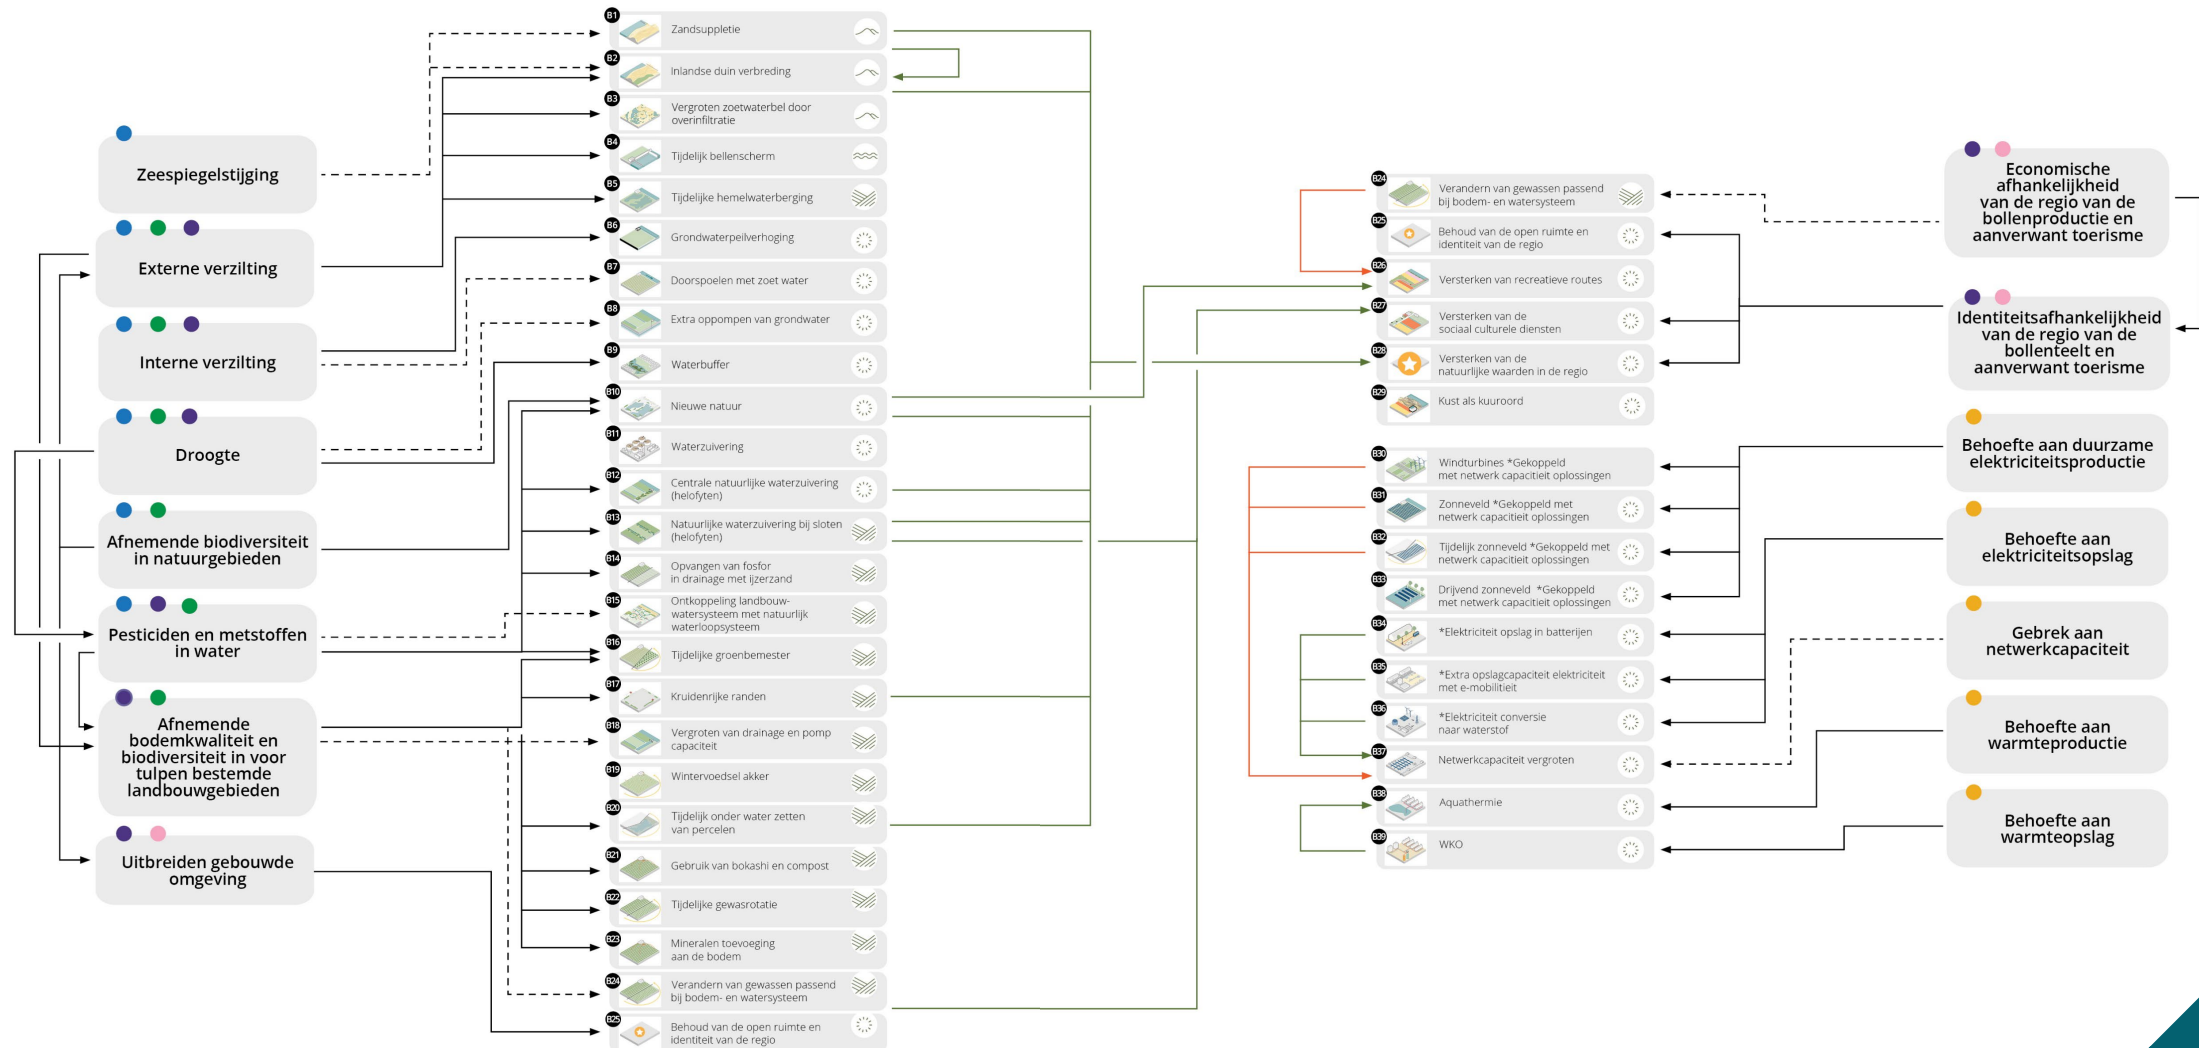 Zeespiegelstijging
Externe verzilting
Interne verzilting
Droogte
Afnemende biodiversiteit
in natuurgebieden
Pesticiden en metstoffen
in water
Afnemende
bodemkwaliteit en
biodiversiteit in voor
tulpen bestemde
landbouwgebieden
Uitbreiden gebouwde
omgeving
B1
Zandsuppletie
B2
Inlandse duin verbreding
B3
Vergroten zoetwaterbel door
overinfiltratie
B4
Tijdelijk bellenscherm
B5
Tijdelijke hemelwaterberging
B6
Grondwaterpeilverhoging
B7
Doorspoelen met zoet water
B8
Extra oppompen van grondwater
B9
Waterbuffer
B10
Nieuwe natuur
B11
Waterzuivering
B12
Centrale natuurlijke waterzuivering
(helofyten)
B13
Natuurlijke waterzuivering bij sloten
(helofyten)
B14
Opvangen van fosfor
in drainage met ijzerzand
B15
Ontkoppeling landbouw-
watersysteem met natuurlijk
waterloopsysteem
B16
Tijdelijke groenbemester
B17
Kruidenrijke randen
B18
Vergroten van drainage en pomp
capaciteit
B19
Wintervoedsel akker
B20
Tijdelijk onder water zetten
van percelen
B21
Gebruik van bokashi en compost
B22
Tijdelijke gewasrotatie
B23
Mineralen toevoeging
aan de bodem
B24
Verandern van gewassen passend
bij bodem- en watersysteem
B25
Behoud van de open ruimte en
identiteit van de regio
B24
Verandern van gewassen passend
bij bodem- en watersysteem
B25
Behoud van de open ruimte en
identiteit van de regio
B26
Versterken van recreatieve routes
B27
Versterken van de
sociaal culturele diensten
B28
Versterken van de
natuurlijke waarden in de regio
B29
Kust als kuuroord
B30
Windturbines *Gekoppeld
met netwerk capaciteit oplossingen
B31
Zonneveld *Gekoppeld met
netwerk capacitieit oplossingen
B32
Tijdelijk zonneveld *Gekoppeld met
netwerk capacitieit oplossingen
B33
Drijvend zonneveld *Gekoppeld
met netwerk capacitieit oplossingen
B34
*Elektriciteit opslag in batterijen
B35
*Extra opslagcapaciteit elektriciteit
met e-mobilitieit
B36
*Elektriciteit conversie
naar waterstof
B37
Netwerkcapaciteit vergroten
B38
Aquathermie
B39
WKO
Economische
afhankelijkheid
van de regio van de
bollenproductie en
aanverwant toerisme
Identiteitsafhankelijkheid
van de regio van de
bollenteelt en
aanverwant toerisme
Behoefte aan duurzame
elektriciteitsproductie
Behoefte aan
elektriciteitsopslag
Gebrek aan
netwerkcapaciteit
Behoefte aan
warmteproductie
Behoefte aan
warmteopslag